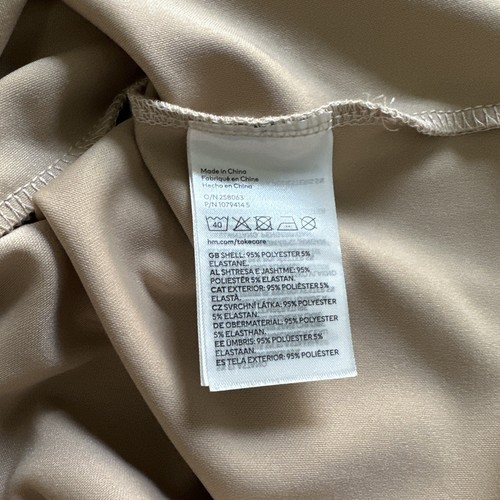 Made in China
Fabriqué en Chine
Hecho en China
O/N 258063
P/N 1079414 5
40
hm.com/takecare
GB SHELL: 95% POLYESTER 5%
ELASTANE.
AL SHTRESA E JASHTME: 95%
POLIESTËR 5% ELASTAN.
CAT EXTERIOR: 95% POLIÈSTER 5%
ELASTÀ.
CZ SVRCHNÍ LÁTKA: 95% POLYESTER
5% ELASTAN.
DE OBERMATERIAL: 95% POLYESTER
5% ELASTHAN.
EE ÜMBRIS: 95% POLÜESTER 5%
ELASTAAN.
ES TELA EXTERIOR: 95% POLIÉSTER